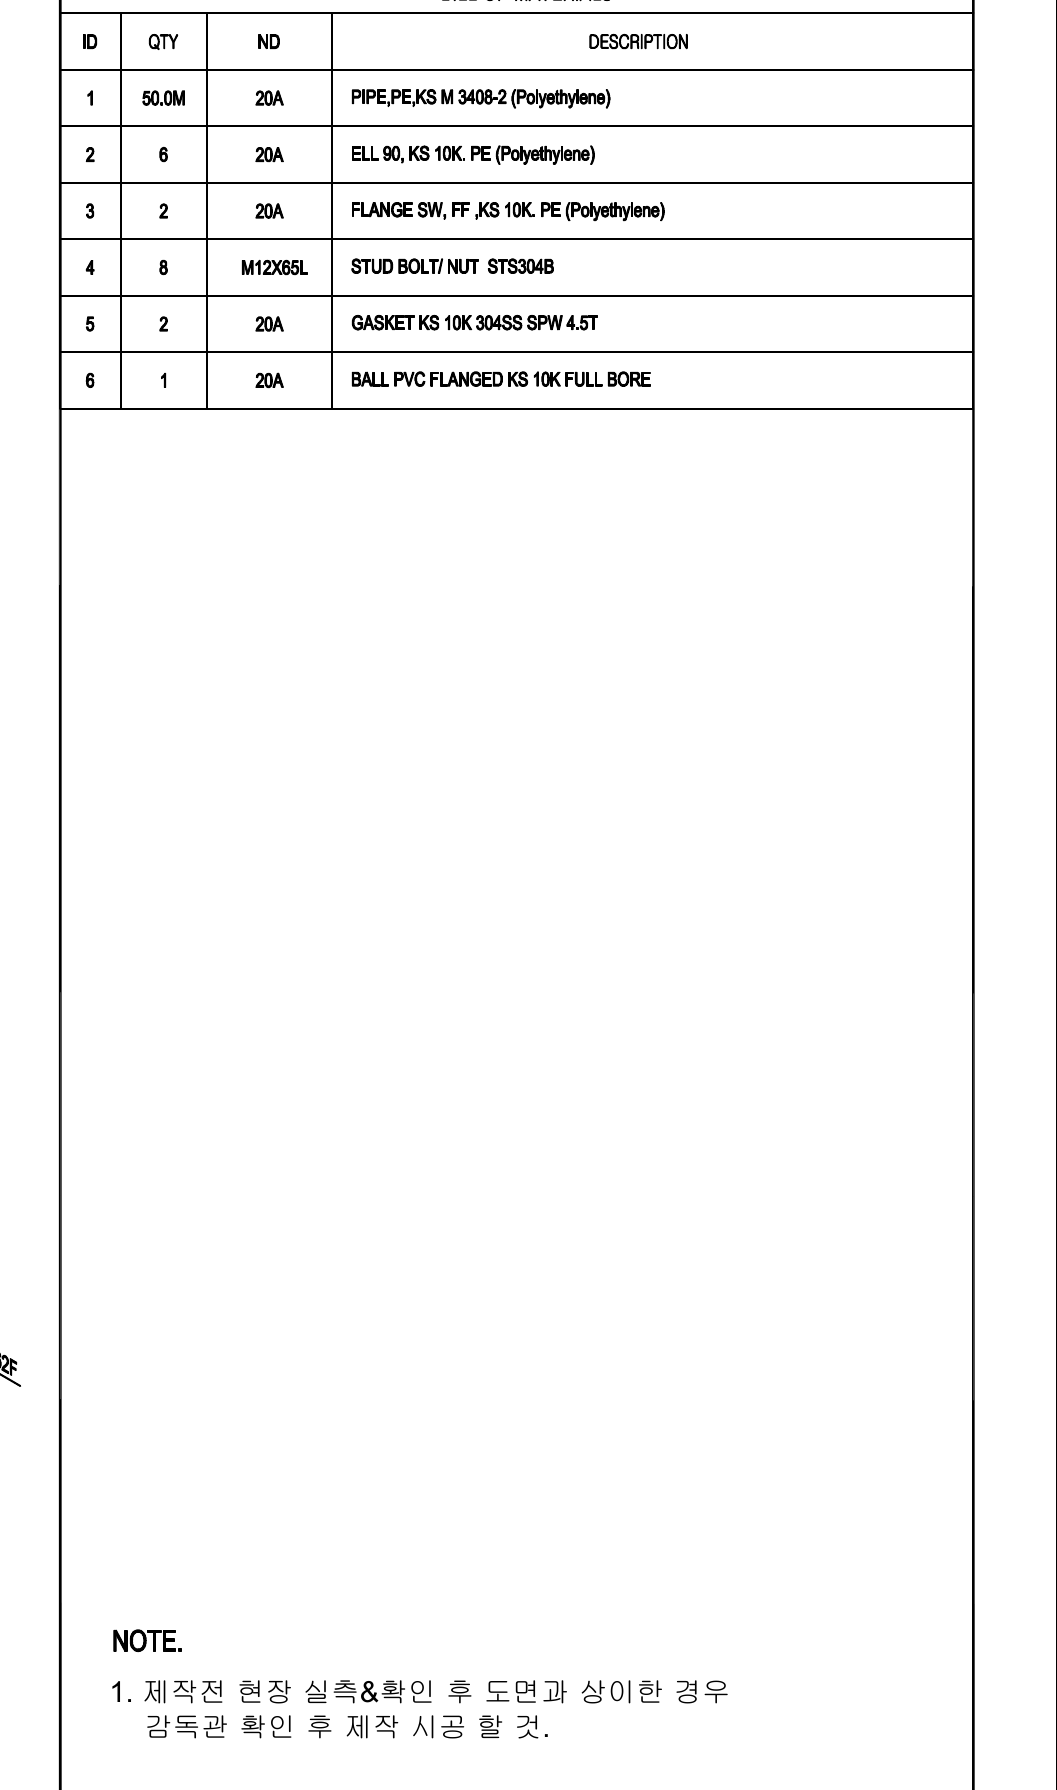 ID QTY ND DESCRIPTION
1 50.0M 20A PIPE,PE,KS M 3408-2 (Polyethylene)
2 6 20A ELL 90, KS 10K. PE (Polyethylene)
3 2 20A FLANGE SW, FF ,KS 10K. PE (Polyethylene)
4 8 M12X65L STUD BOLT/ NUT STS304B
5 2 20A GASKET KS 10K 304SS SPW 4.5T
6 1 20A BALL PVC FLANGED KS 10K FULL BORE
2F
NOTE.
1. 제작전 현장 실측&확인 후 도면과 상이한 경우
감독관 확인 후 제작 시공 할 것.